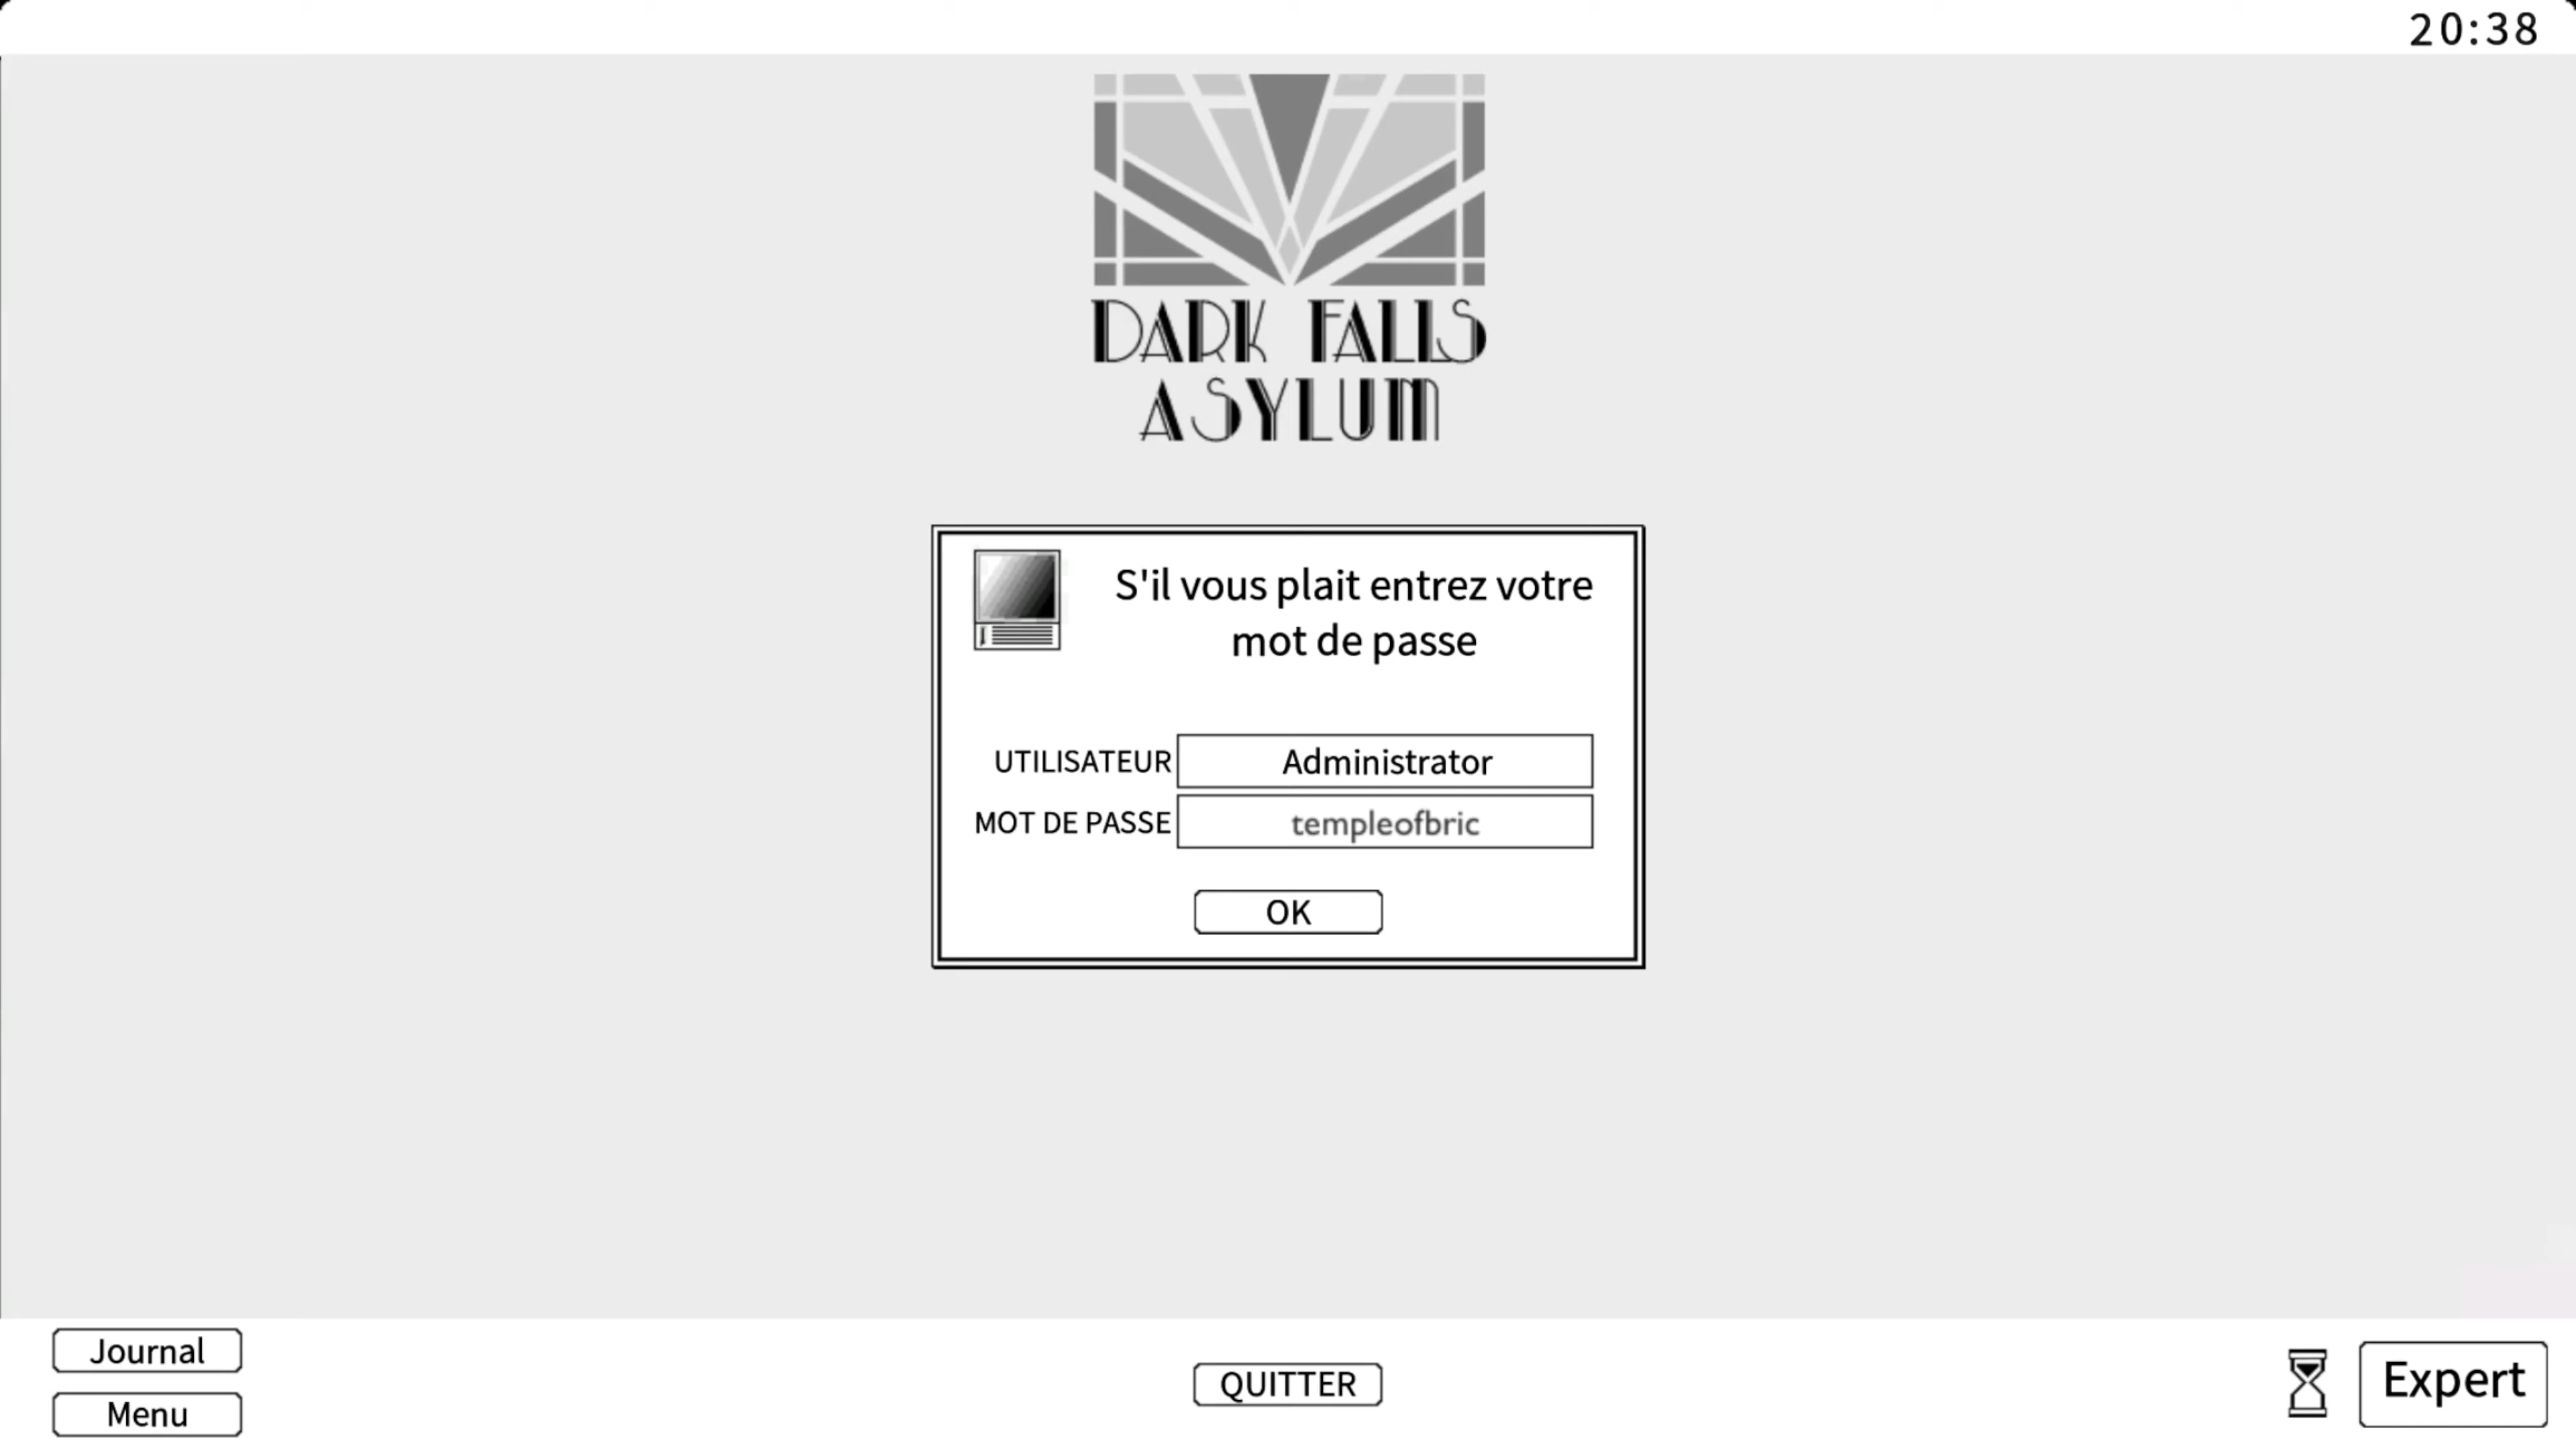 20:38
DARK FALLS
ASYLUM
S'il vous plait entrez votre
mot de passe
UTILISATEUR Administrator
MOT DE PASSE templeofbric
OK
Journal
Menu
QUITTER
Expert